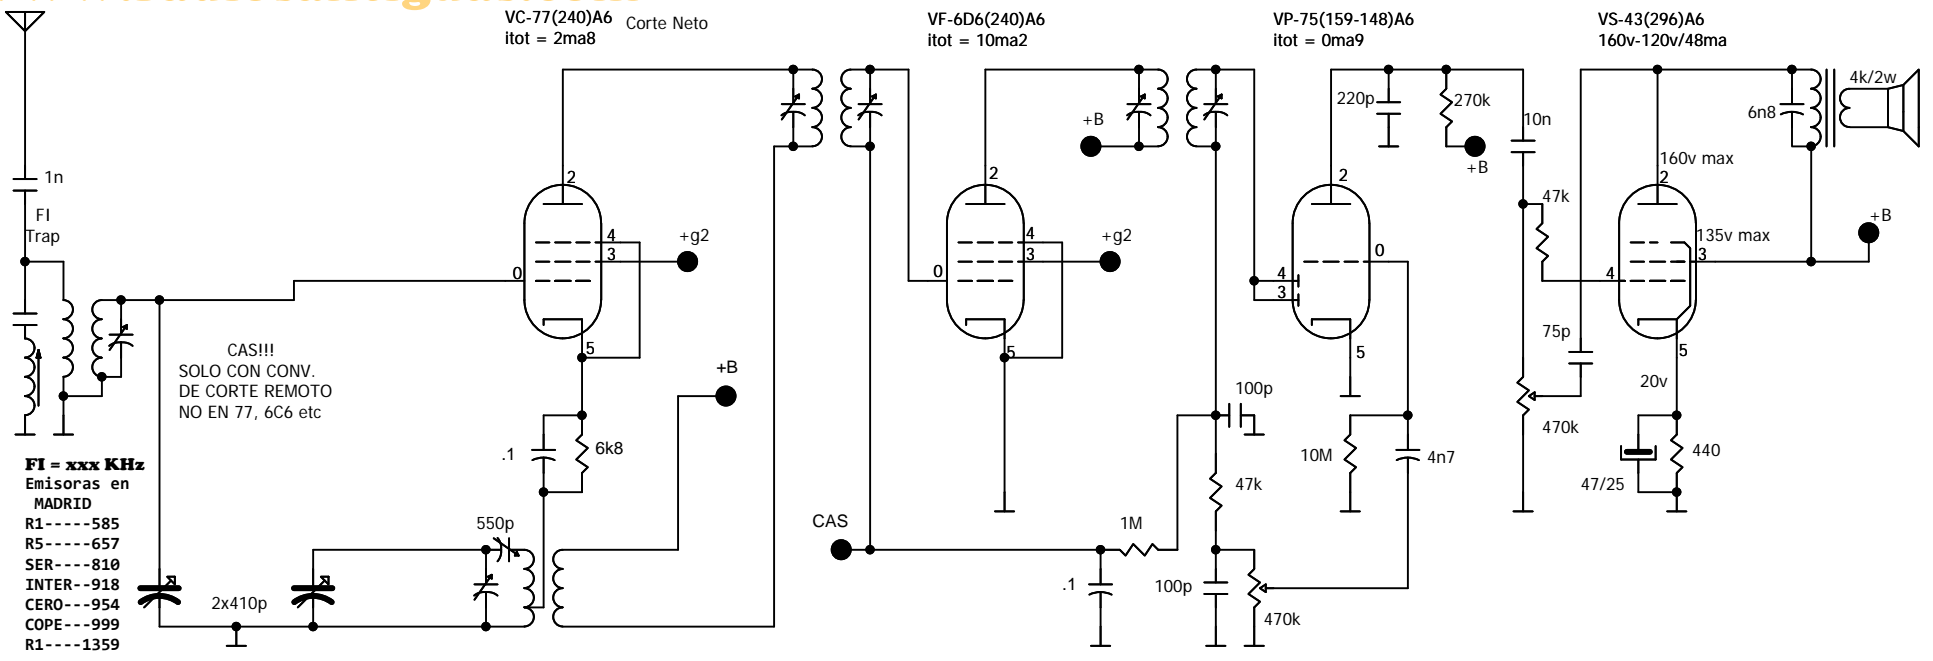 VC-77(240)A6
itot = 2ma8
Corte Neto
VF-6D6(240)A6
itot = 10ma2
VP-75(159-148)A6
itot = 0ma9
VS-43(296)A6
160v-120v/48ma
1n
FI
Trap
2
4
3
0
5
+g2
CAS!!!
SOLO CON CONV.
DE CORTE REMOTO
NO EN 77, 6C6 etc
.1
6k8
+B
550p
2x410p
FI = xxx KHz
Emisoras en
MADRID
R1-----585
R5-----657
SER----810
INTER--918
CERO---954
COPE---999
R1----1359
2
4
3
0
5
+g2
+B
CAS
1M
.1
100p
47k
100p
470k
220p
270k
+B
2
0
4
3
5
10M
4n7
10n
47k
75p
470k
160v max
2
135v max
3
4
5
20v
47/25
440
6n8
4k/2w
+B